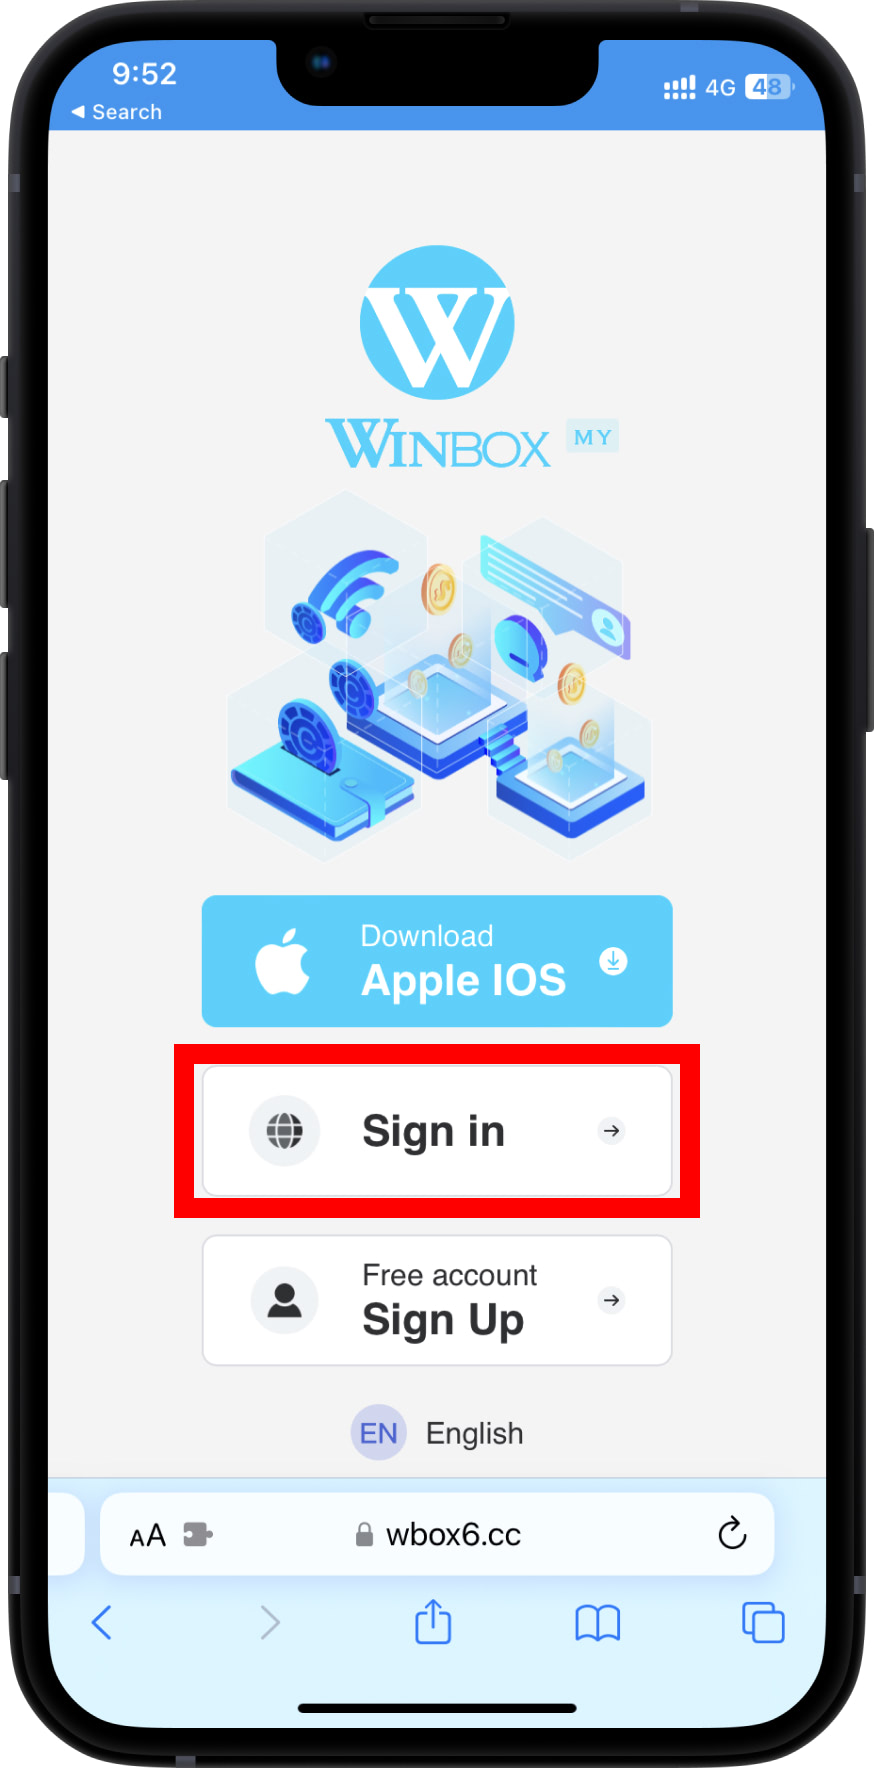 9:52
4G 48
◀ Search
W
WINBOX MY
Download
Apple IOS
Sign in
Free account
Sign Up
EN English
AA wbox6.cc